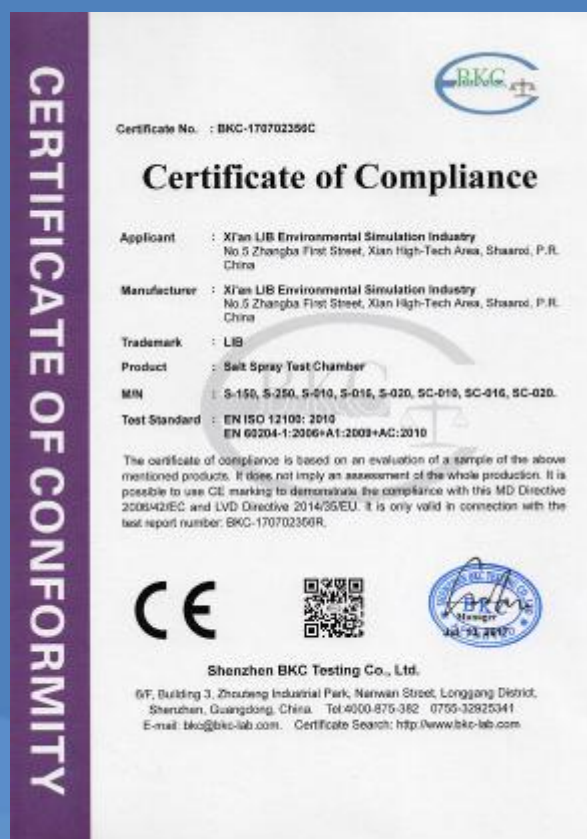 CERTIFICATE OF CONFORMITY
BKC
Certificate No. : BKC-170702356C
Certificate of Compliance
Applicant : Xi'an LIB Environmental Simulation Industry
No.5 Zhangba First Street, Xian High-Tech Area, Shaanxi, P.R.
China
Manufacturer : Xi'an LIB Environmental Simulation Industry
No.5 Zhangba First Street, Xian High-Tech Area, Shaanxi, P.R.
China
Trademark : LIB
Product : Salt Spray Test Chamber
M/N : S-150, S-250, S-010, S-016, S-020, SC-010, SC-016, SC-020.
Test Standard : EN ISO 12100: 2010
EN 60204-1:2006+A1:2009+AC:2010
The certificate of compliance is based on an evaluation of a sample of the above
mentioned products. It does not imply an assessment of the whole production. It is
possible to use CE marking to demonstrate the compliance with this MD Directive
2006/42/EC and LVD Directive 2014/35/EU. It is only valid in connection with the
test report number: BKC-170702356R.
CE
BKC
Manager
Jul. 10, 2017
Shenzhen BKC Testing Co., Ltd.
6/F, Building 3, Zhouteng Industrial Park, Nanwan Street, Longgang District,
Shenzhen, Guangdong, China. Tel:4000-875-382 0755-32925341
E-mail: bkc@bkc-lab.com. Certificate Search: http://www.bkc-lab.com